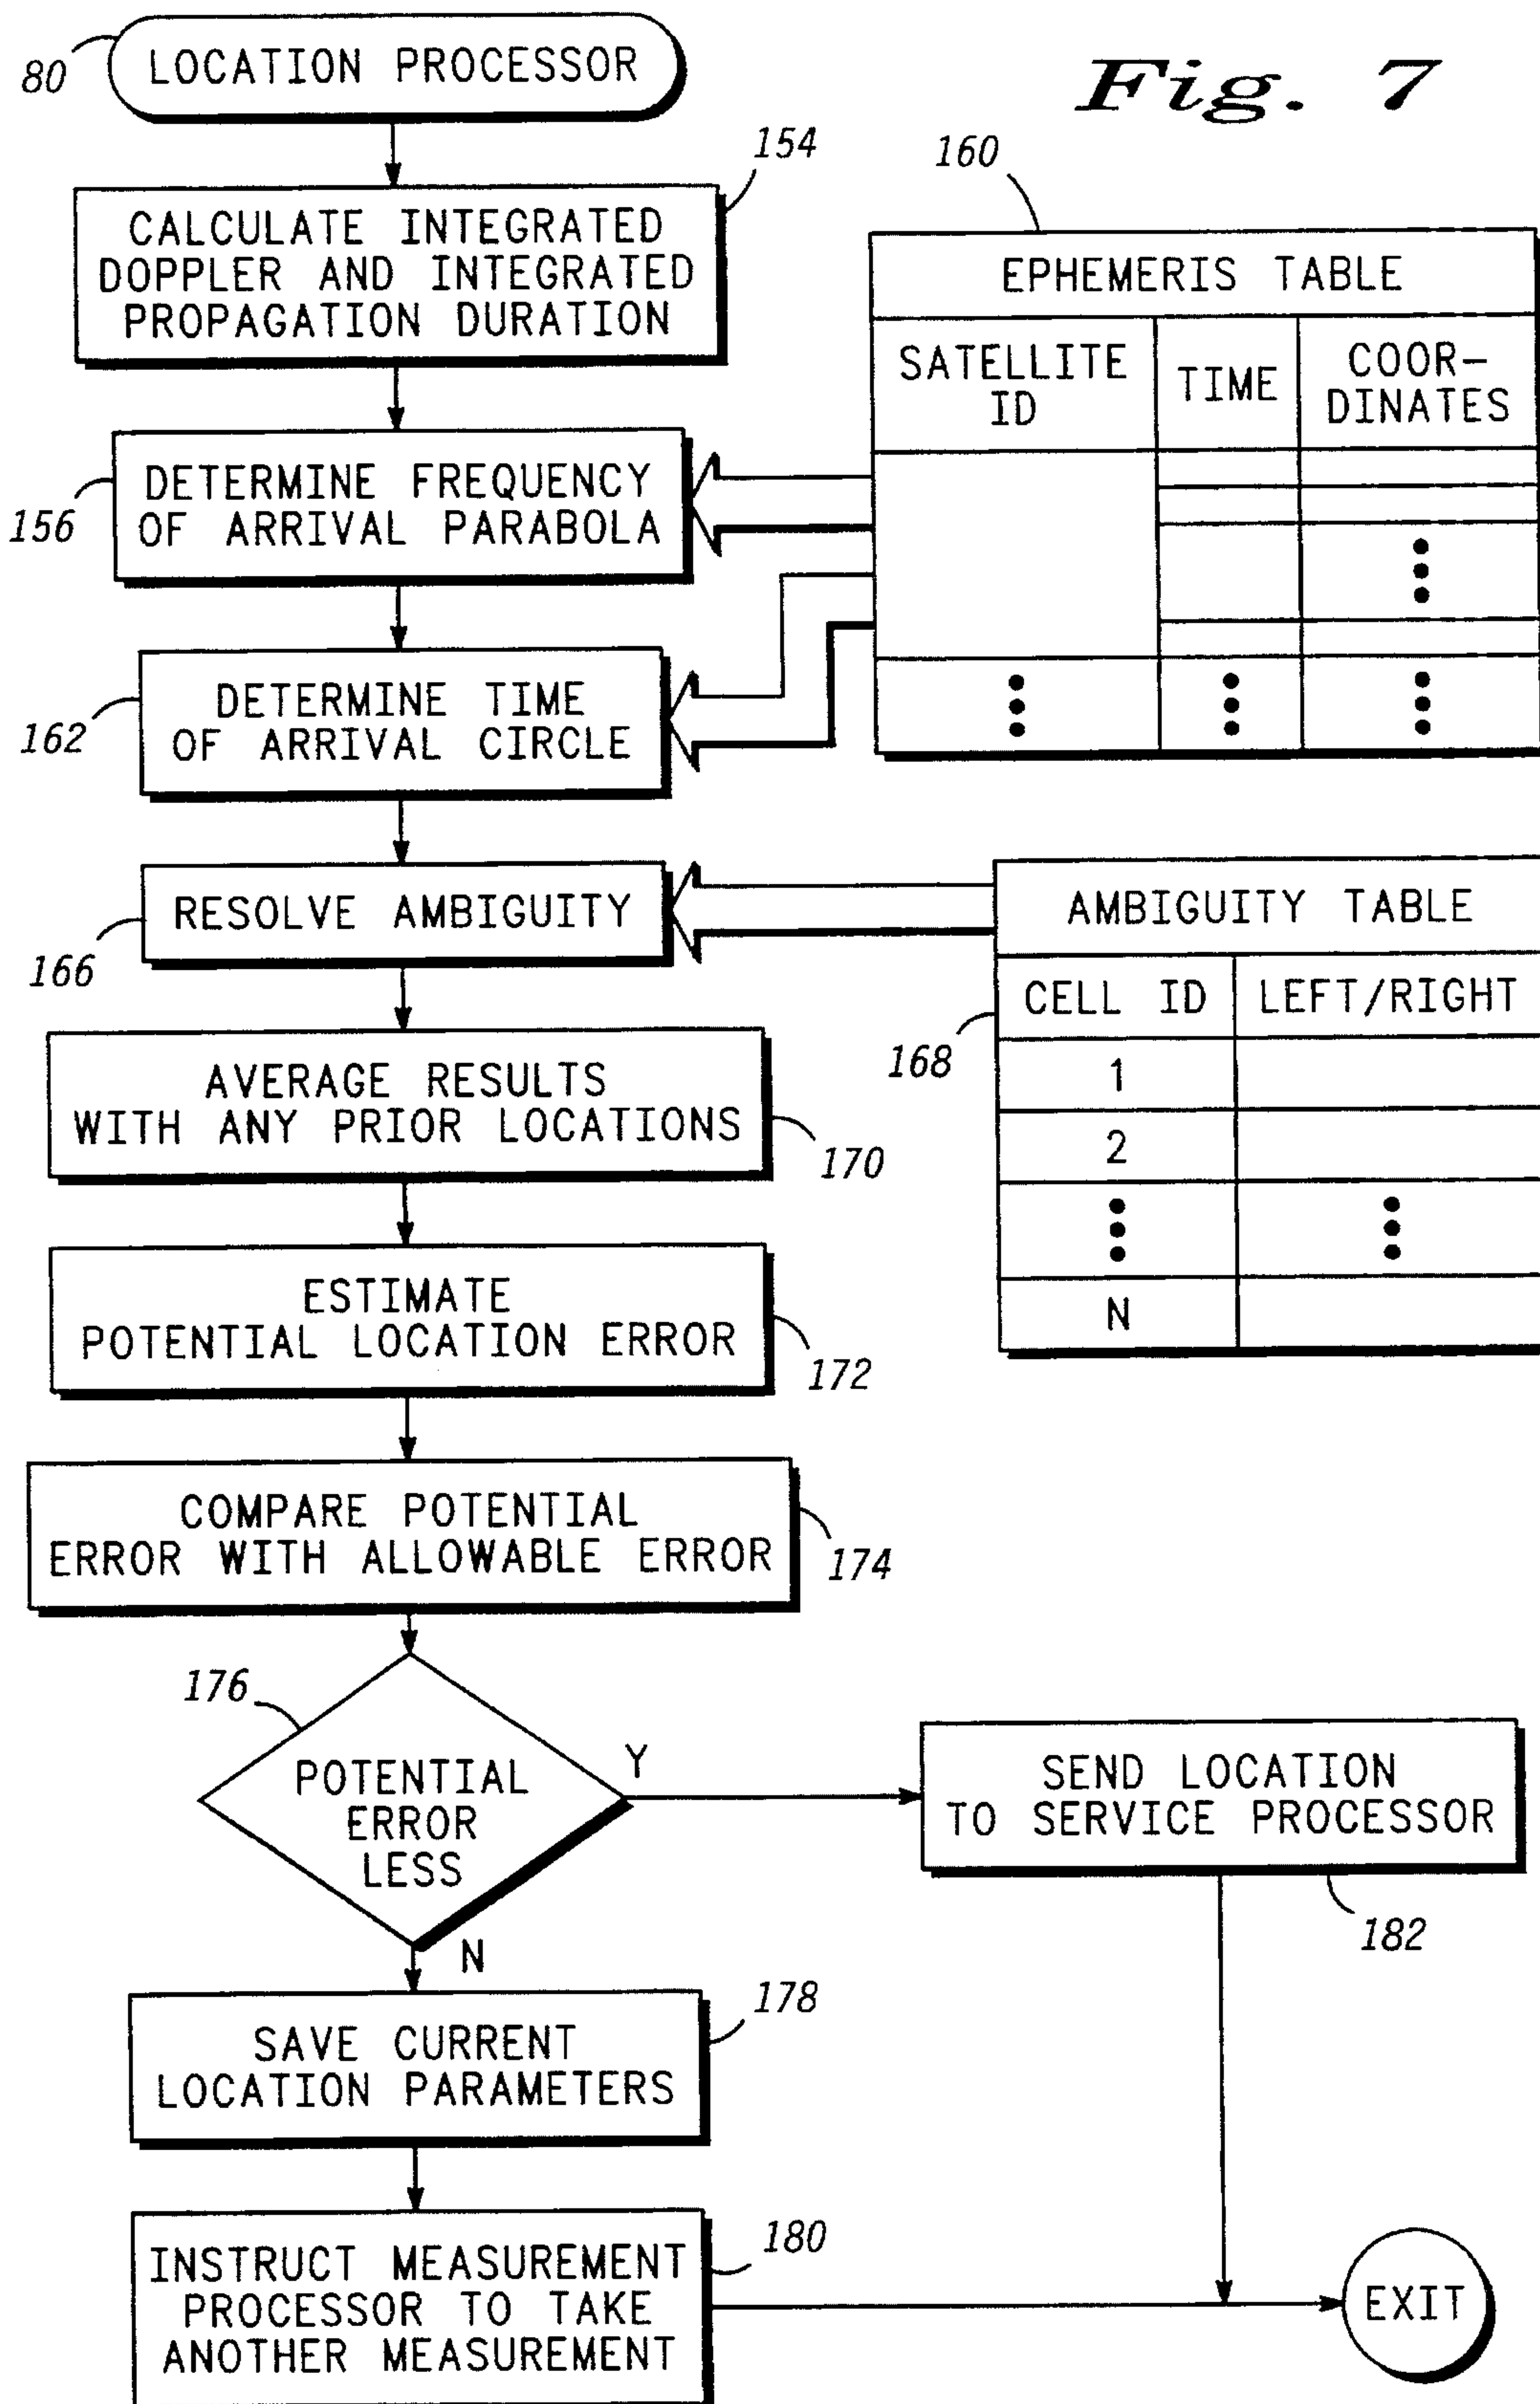 Fig. 7
80
LOCATION PROCESSOR
154
CALCULATE INTEGRATED
DOPPLER AND INTEGRATED
PROPAGATION DURATION
160
EPHEMERIS TABLE
SATELLITE
ID
TIME
COOR-
DINATES
156
DETERMINE FREQUENCY
OF ARRIVAL PARABOLA
162
DETERMINE TIME
OF ARRIVAL CIRCLE
166
RESOLVE AMBIGUITY
168
AMBIGUITY TABLE
CELL ID
LEFT/RIGHT
1
2
N
AVERAGE RESULTS
WITH ANY PRIOR LOCATIONS
170
ESTIMATE
POTENTIAL LOCATION ERROR
172
COMPARE POTENTIAL
ERROR WITH ALLOWABLE ERROR
174
176
POTENTIAL
ERROR
LESS
Y
N
SEND LOCATION
TO SERVICE PROCESSOR
182
178
SAVE CURRENT
LOCATION PARAMETERS
180
INSTRUCT MEASUREMENT
PROCESSOR TO TAKE
ANOTHER MEASUREMENT
EXIT